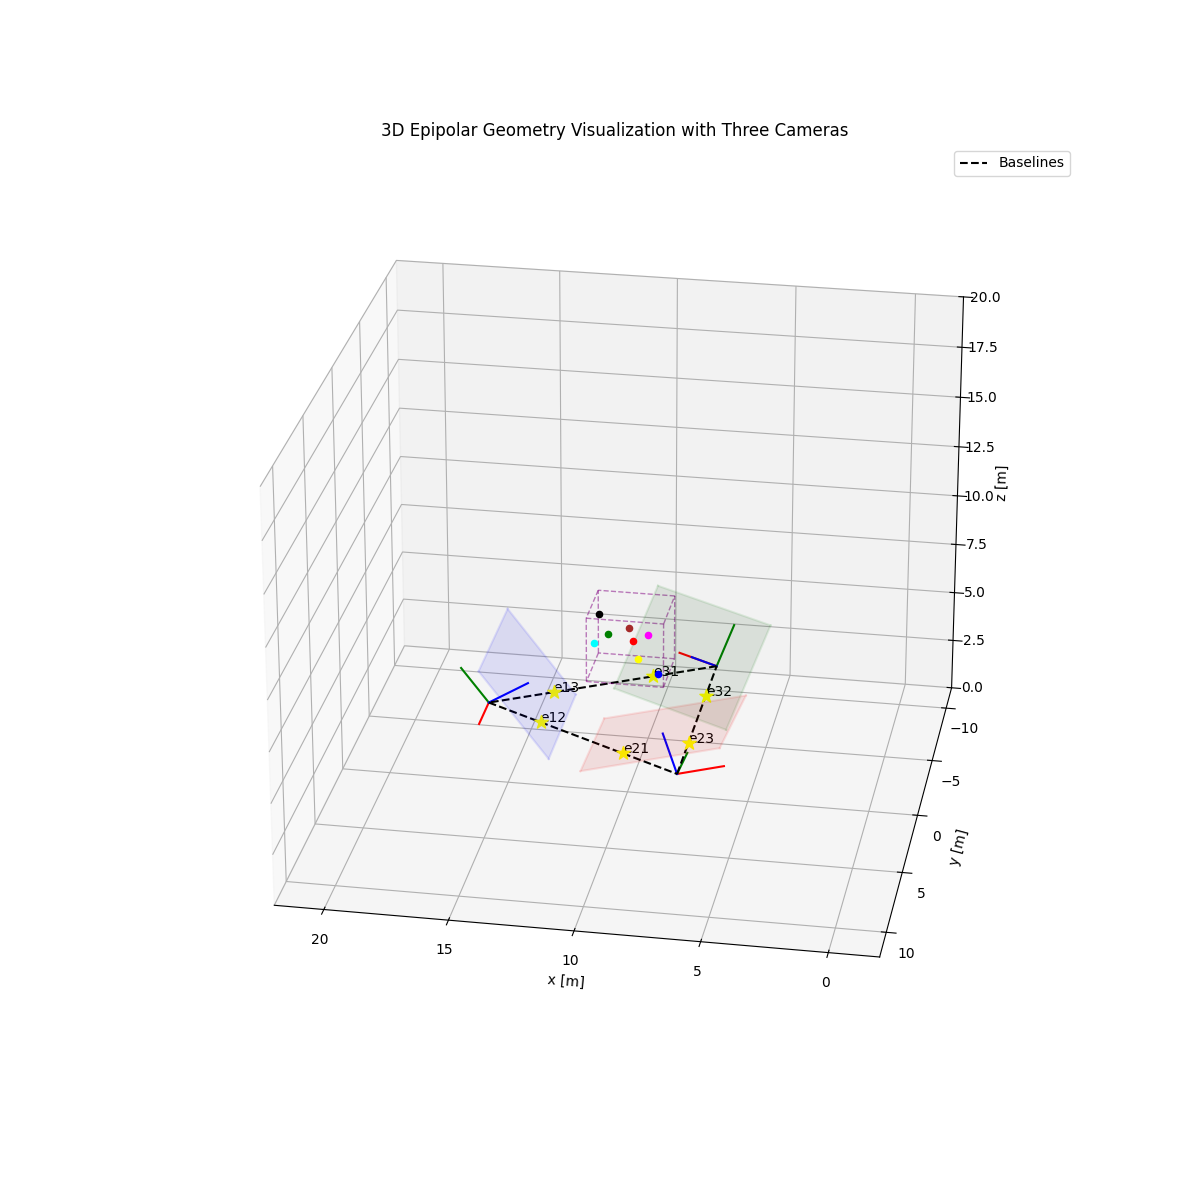 3D Epipolar Geometry Visualization with Three Cameras
Baselines
20.0
17.5
15.0
12.5
10.0
7.5
5.0
2.5
0.0
z [m]
e31
e13
e32
e12
e23
e21
−10
−5
0
5
10
y [m]
20
15
10
5
0
x [m]